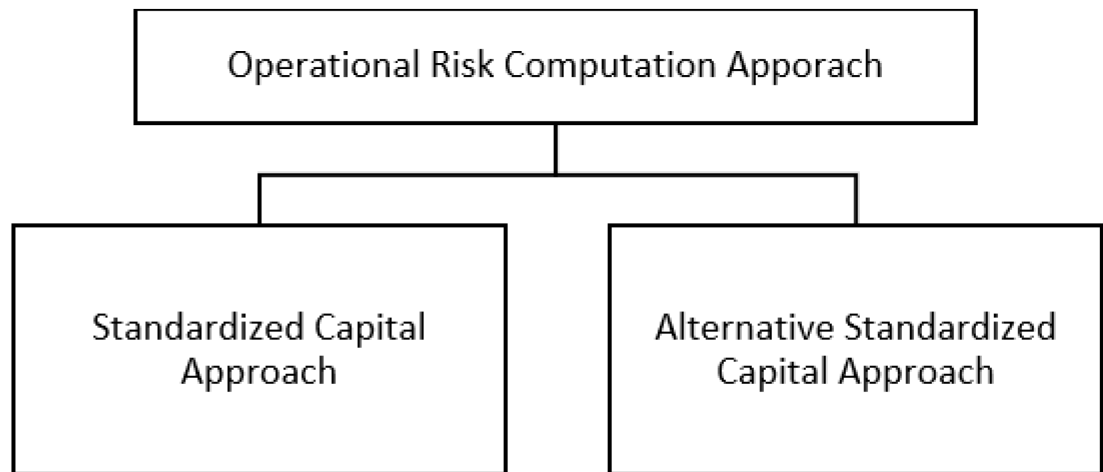 Operational Risk Computation Apporach
Standardized Capital
Approach
Alternative Standardized
Capital Approach